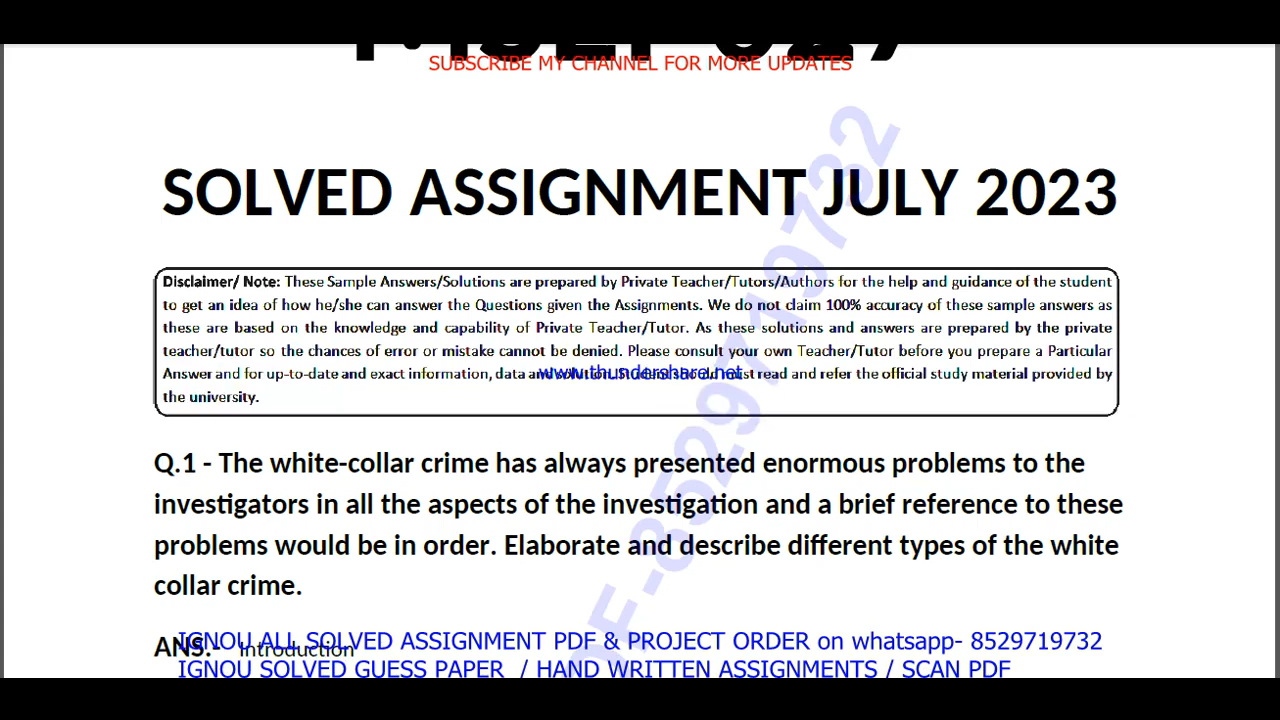 SUBSCRIBE MY CHANNEL FOR MORE UPDATES
SOLVED ASSIGNMENT JULY 2023
Disclaimer/ Note: These Sample Answers/Solutions are prepared by Private Teacher/Tutors/Authors for the help and guidance of the student
to get an idea of how he/she can answer the Questions given the Assignments. We do not claim 100% accuracy of these sample answers as
these are based on the knowledge and capability of Private Teacher/Tutor. As these solutions and answers are prepared by the private
teacher/tutor so the chances of error or mistake cannot be denied. Please consult your own Teacher/Tutor before you prepare a Particular
Answer and for up-to-date and exact information, data and must read and refer the official study material provided by
www.thundershare.net
the university.
Q.1 - The white-collar crime has always presented enormous problems to the
investigators in all the aspects of the investigation and a brief reference to these
problems would be in order. Elaborate and describe different types of the white
collar crime.
ANS.- Introduction
IGNOU ALL SOLVED ASSIGNMENT PDF & PROJECT ORDER on whatsapp- 8529719732
IGNOU SOLVED GUESS PAPER / HAND WRITTEN ASSIGNMENTS / SCAN PDF
8529719732